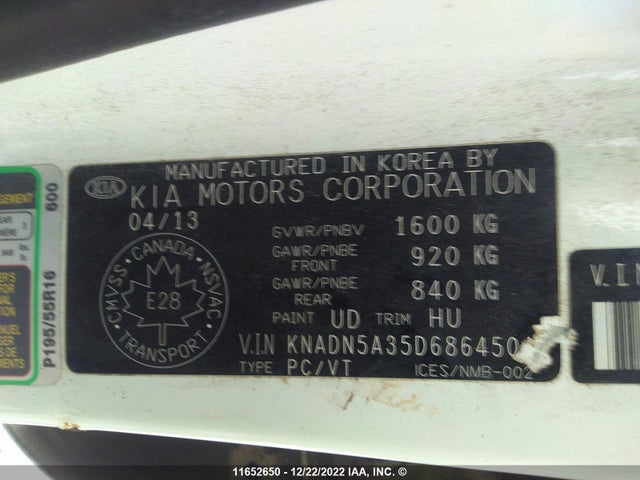 MANUFACTURED IN KOREA BY
KIA KIA MOTORS CORPORATION
04/13
GVWR/PNBV 1600 KG
GAWR/PNBE FRONT 920 KG
GAWR/PNBE REAR 840 KG
PAINT UD TRIM HU
V.I.N KNADN5A35D686450
TYPE PC/VT ICES/NMB-002
CMVSS · CANADA · NSVAC
E28
TRANSPORT
600
P195/55R16
V.I.N
11652650 - 12/22/2022 IAA, INC. ©